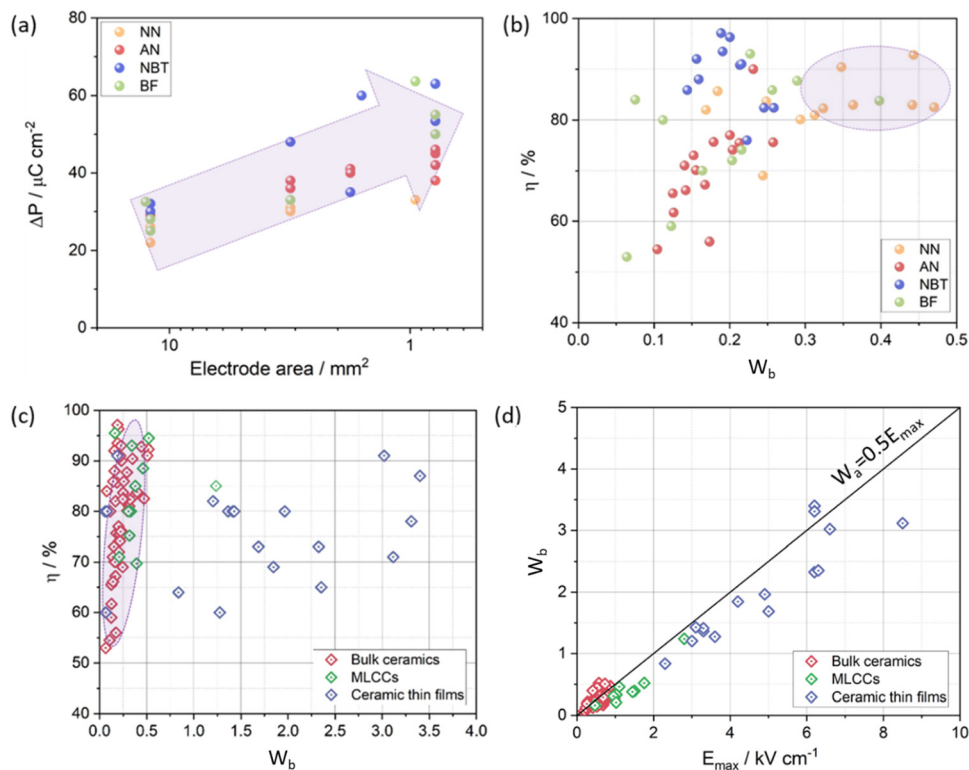 (a)
NN
AN
NBT
BF
80
60
40
20
0
ΔP / μC cm⁻²
10
1
Electrode area / mm²
(b)
100
80
60
40
η / %
NN
AN
NBT
BF
0.0
0.1
0.2
0.3
0.4
0.5
W_b
(c)
100
90
80
70
60
50
40
η / %
Bulk ceramics
MLCCs
Ceramic thin films
0.0
0.5
1.0
1.5
2.0
2.5
3.0
3.5
4.0
W_b
(d)
5
4
3
2
1
0
W_b
W_a=0.5E_max
Bulk ceramics
MLCCs
Ceramic thin films
0
2
4
6
8
10
E_max / kV cm⁻¹